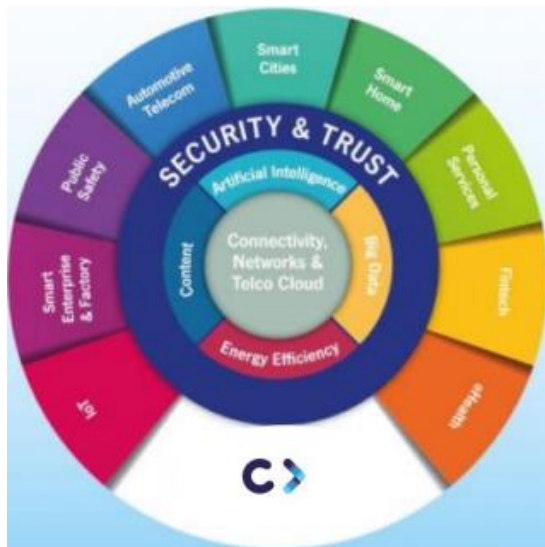 Smart
Cities
Smart
Home
Personal
Services
Fintech
eHealth
IoT
Smart
Enterprise
& Factory
Public
Safety
Automotive
Telecom
SECURITY & TRUST
Artificial Intelligence
Big Data
Energy Efficiency
Content
Connectivity,
Networks &
Telco Cloud